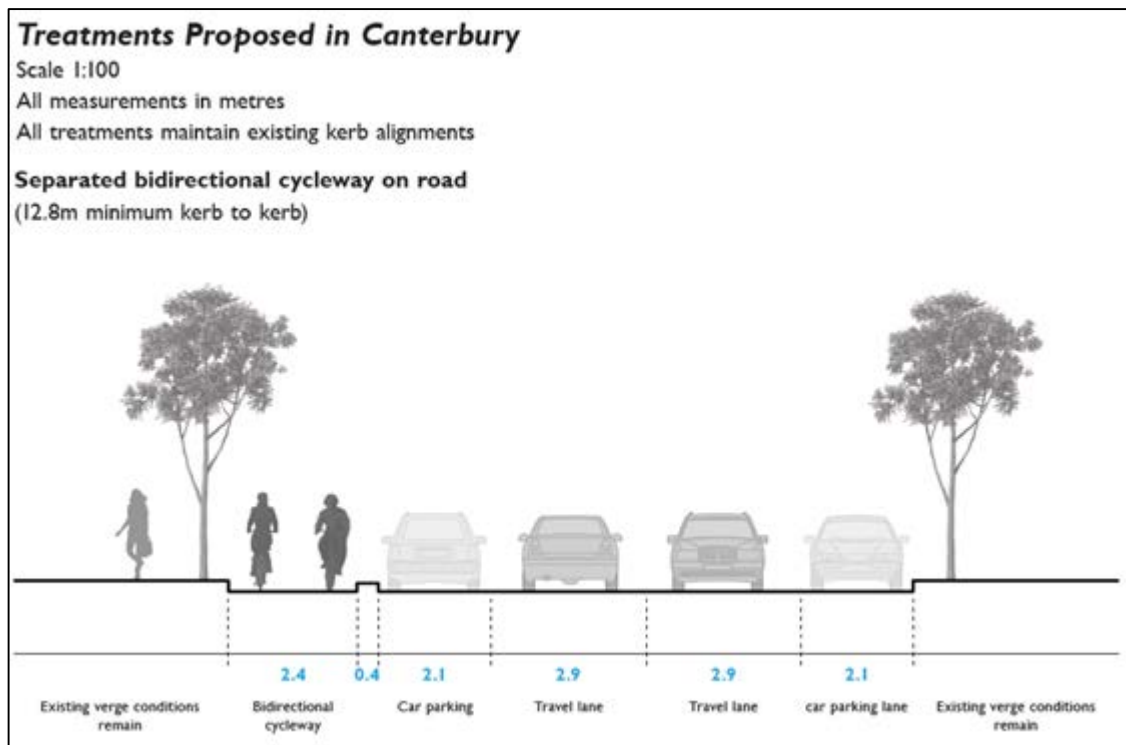 Treatments Proposed in Canterbury
Scale 1:100
All measurements in metres
All treatments maintain existing kerb alignments
Separated bidirectional cycleway on road
(12.8m minimum kerb to kerb)
2.4 0.4 2.1 2.9 2.9 2.1
Existing verge conditions remain
Bidirectional cycleway
Car parking
Travel lane
Travel lane
car parking lane
Existing verge conditions remain